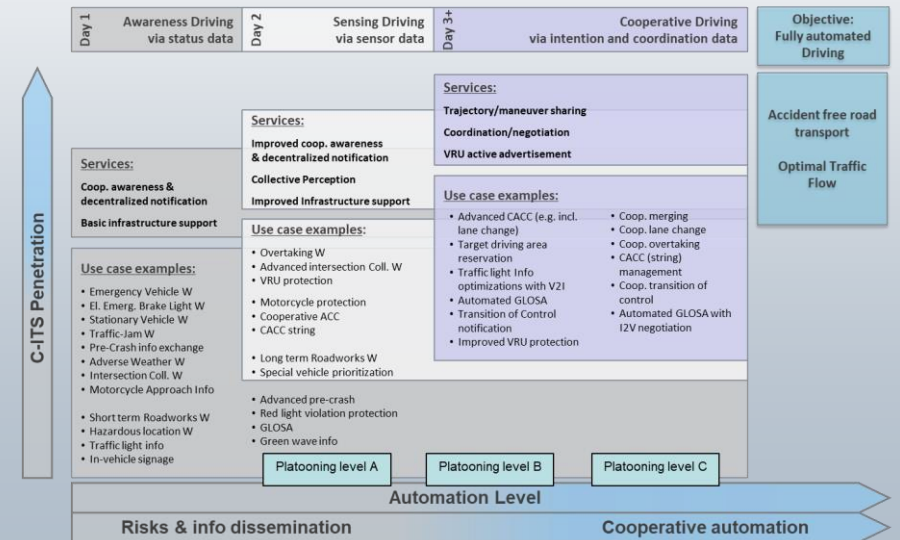 Day 1
Awareness Driving
via status data
Day 2
Sensing Driving
via sensor data
Day 3+
Cooperative Driving
via intention and coordination data
Objective:
Fully automated
Driving
C-ITS Penetration
Services:
Coop. awareness &
decentralized notification
Basic infrastructure support
Use case examples:
• Emergency Vehicle W
• El. Emerg. Brake Light W
• Stationary Vehicle W
• Traffic-Jam W
• Pre-Crash info exchange
• Adverse Weather W
• Intersection Coll. W
• Motorcycle Approach Info
• Short term Roadworks W
• Hazardous location W
• Traffic light info
• In-vehicle signage
Services:
Improved coop. awareness
& decentralized notification
Collective Perception
Improved Infrastructure support
Use case examples:
• Overtaking W
• Advanced intersection Coll. W
• VRU protection
• Motorcycle protection
• Cooperative ACC
• CACC string
• Long term Roadworks W
• Special vehicle prioritization
• Advanced pre-crash
• Red light violation protection
• GLOSA
• Green wave info
Services:
Trajectory/maneuver sharing
Coordination/negotiation
VRU active advertisement
Use case examples:
• Advanced CACC (e.g. incl.
lane change)
• Target driving area
reservation
• Traffic light Info
optimizations with V2I
• Automated GLOSA
• Transition of Control
notification
• Improved VRU protection
• Coop. merging
• Coop. lane change
• Coop. overtaking
• CACC (string)
management
• Coop. transition of
control
• Automated GLOSA with
I2V negotiation
Accident free road
transport
Optimal Traffic
Flow
Platooning level A
Platooning level B
Platooning level C
Automation Level
Risks & info dissemination
Cooperative automation